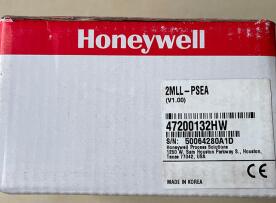 Honeywell
2MLL-PSEA
(V1.00)
47200132HW
S/N: 50064280A1D
Honeywell Process Solutions
1250 W. Sam Houston Parkway S., Houston,
Texas 77042, USA
MADE IN KOREA
CE